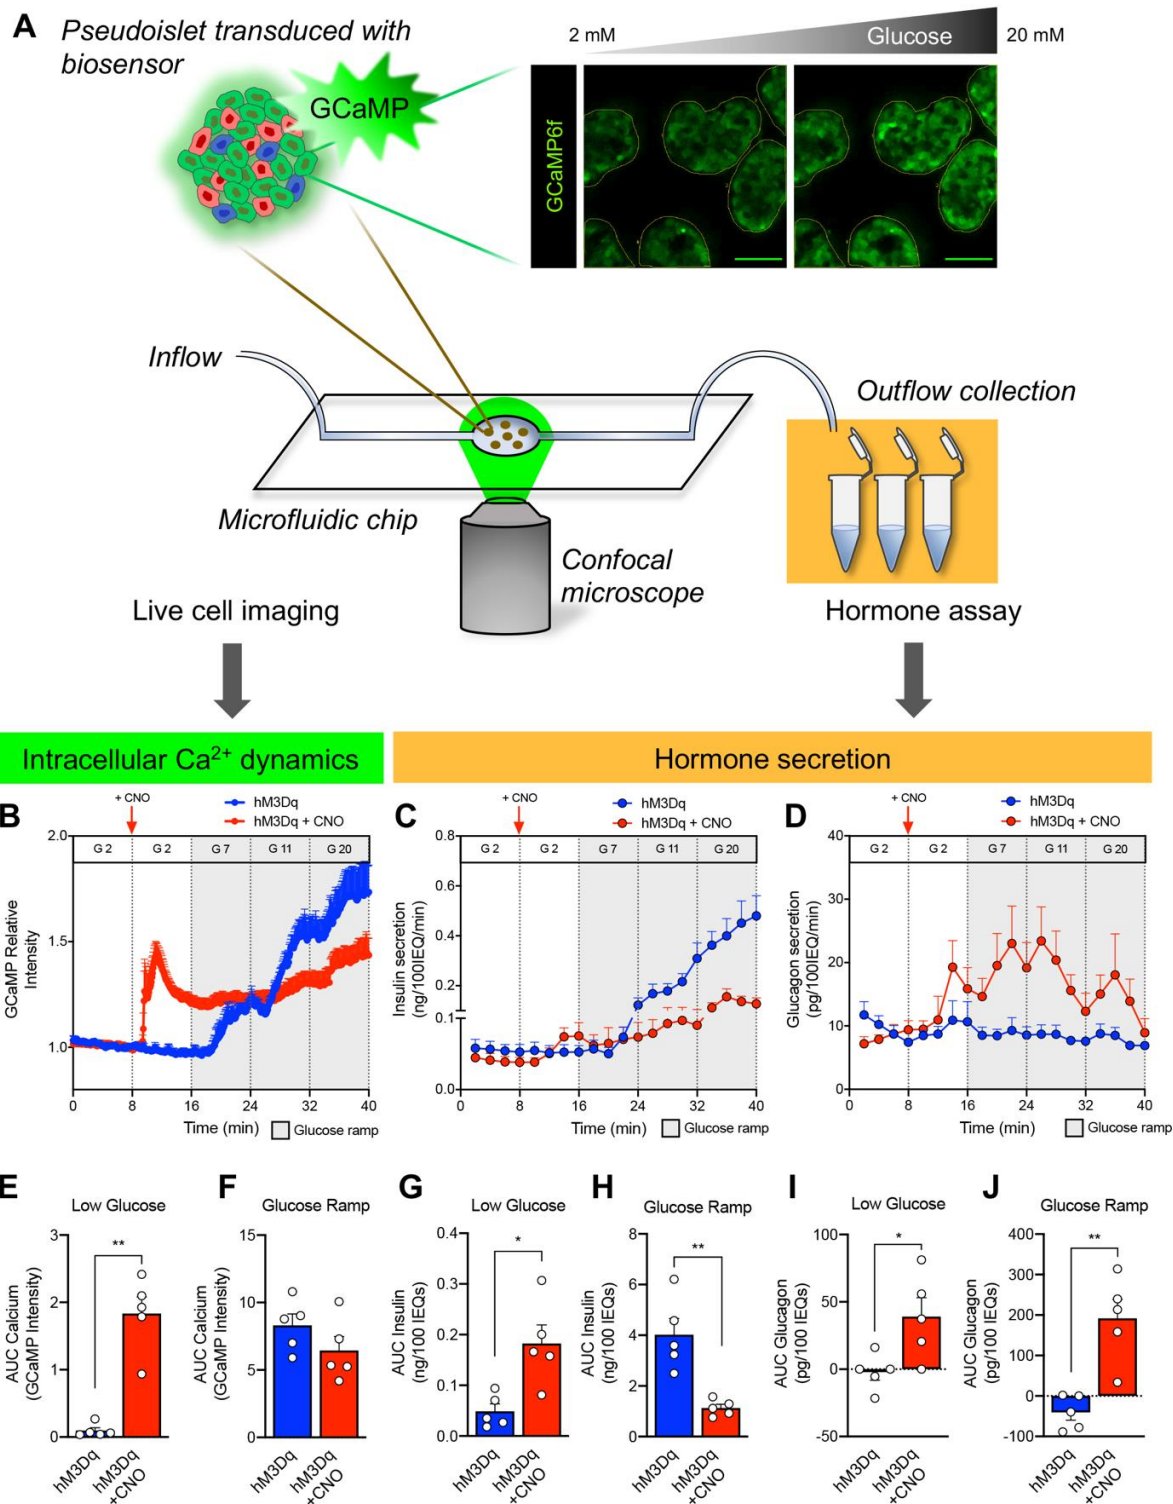 A
Pseudoislet transduced with
biosensor
GCaMP
2 mM
Glucose
20 mM
GCaMP6f
Inflow
Outflow collection
Microfluidic chip
Confocal
microscope
Live cell imaging
Hormone assay
Intracellular Ca²⁺ dynamics
Hormone secretion
B
+ CNO
hM3Dq
hM3Dq + CNO
G 2
G 2
G 7
G 11
G 20
GCaMP Relative
Intensity
2.0
1.5
1.0
0
8
16
24
32
40
Time (min)
Glucose ramp
C
+ CNO
hM3Dq
hM3Dq + CNO
G 2
G 2
G 7
G 11
G 20
Insulin secretion
(ng/100IEQ/min)
0.8
0.6
0.4
0.2
0.1
0.0
0
8
16
24
32
40
Time (min)
Glucose ramp
D
+ CNO
hM3Dq
hM3Dq + CNO
G 2
G 2
G 7
G 11
G 20
Glucagon secretion
(pg/100IEQ/min)
40
30
20
10
0
0
8
16
24
32
40
Time (min)
Glucose ramp
E
Low Glucose
AUC Calcium
(GCaMP Intensity)
3
2
1
0
**
hM3Dq
hM3Dq
+CNO
F
Glucose Ramp
AUC Calcium
(GCaMP Intensity)
15
10
5
0
hM3Dq
hM3Dq
+CNO
G
Low Glucose
AUC Insulin
(ng/100 IEQs)
0.4
0.3
0.2
0.1
0.0
*
hM3Dq
hM3Dq
+CNO
H
Glucose Ramp
AUC Insulin
(ng/100 IEQs)
8
6
4
2
0
**
hM3Dq
hM3Dq
+CNO
I
Low Glucose
AUC Glucagon
(pg/100 IEQs)
100
50
0
-50
*
hM3Dq
hM3Dq
+CNO
J
Glucose Ramp
AUC Glucagon
(pg/100 IEQs)
400
300
200
100
0
-100
**
hM3Dq
hM3Dq
+CNO